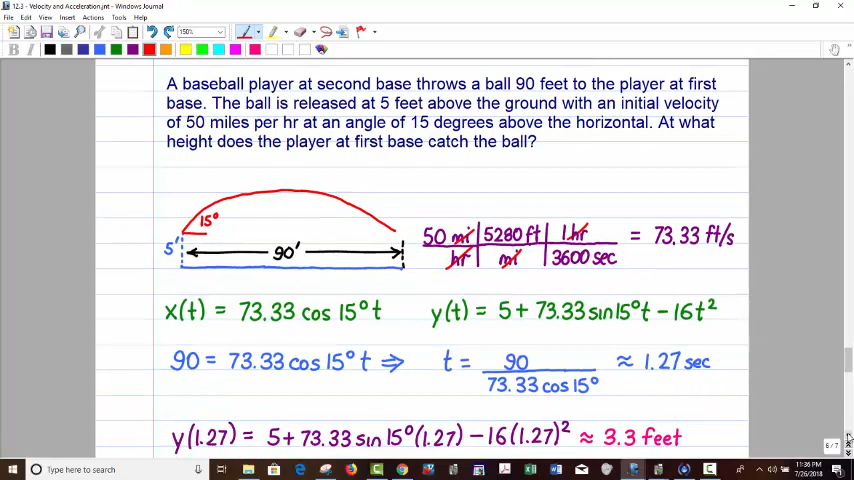 12.3 - Velocity and Acceleration.jnt - Windows Journal
File Edit View Insert Actions Tools Help
150%
B I
A baseball player at second base throws a ball 90 feet to the player at first
base. The ball is released at 5 feet above the ground with an initial velocity
of 50 miles per hr at an angle of 15 degrees above the horizontal. At what
height does the player at first base catch the ball?
15°
5' 90'
50 mi 5280 ft 1 hr = 73.33 ft/s
hr mi 3600 sec
x(t) = 73.33 cos 15° t y(t) = 5 + 73.33 sin 15° t - 16t²
90 = 73.33 cos 15° t ⇒ t = 90 ≈ 1.27 sec
73.33 cos 15°
y(1.27) = 5 + 73.33 sin 15° (1.27) - 16 (1.27)² ≈ 3.3 feet
6 / 7
Type here to search
11:36 PM
7/26/2018